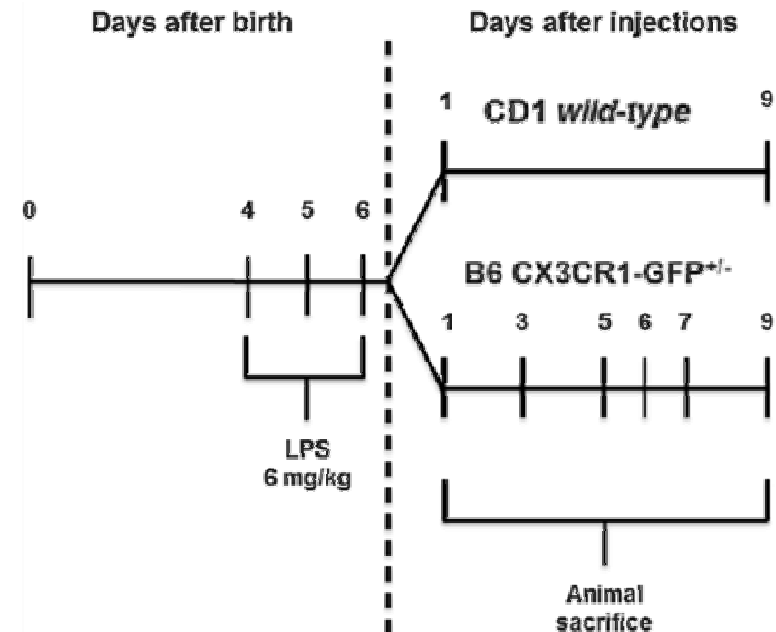 Days after birth
Days after injections
1
9
CD1 wild-type
0
4
5
6
B6 CX3CR1-GFP+/-
1
3
5
6
7
9
LPS
6 mg/kg
Animal
sacrifice